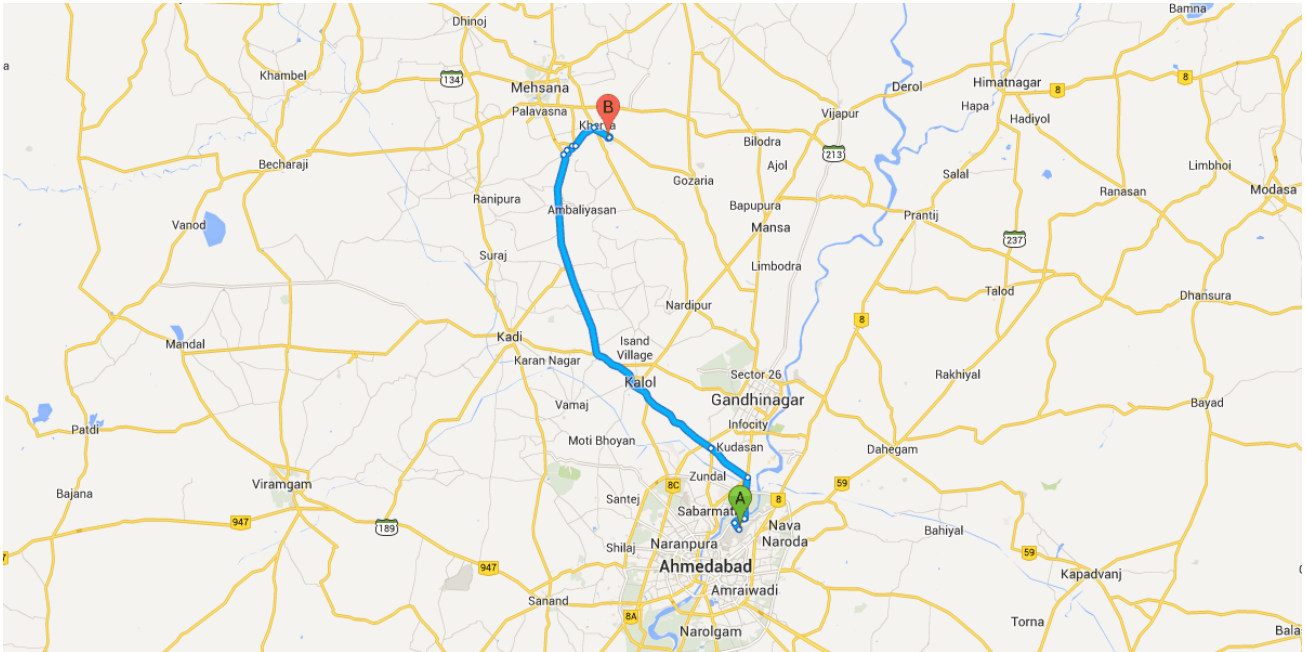 Bamna
Dhinoj
a
Khambel
134
Mehsana
Derol
Himatnagar
8
8
Hapa
Palavasna
B
Vijapur
Hadiyol
Bilodra
213
Becharaji
Ajol
Limbhoi
Salal
Gozaria
Ranasan
Modasa
Ranipura
Ambaliyasan
Bapupura
Prantij
Vanod
Mansa
237
Suraj
Limbodra
Talod
Dhansura
Nardipur
8
Kadi
Mandal
Isand
Village
Karan Nagar
Sector 26
Rakhiyal
Kalol
Gandhinagar
Vamaj
Bayad
Infocity
Patdi
Moti Bhoyan
Kudasan
Dahegam
Zundal
Viramgam
8C
59
Bajana
Santej
A
8
Sabarmat
947
189
Nava
Naroda
Bahiyal
Naranpura
Shilaj
59
7
947
Ahmedabad
Kapadvanj
Amraiwadi
Sanand
8A
Torna
Narolgam
Bala